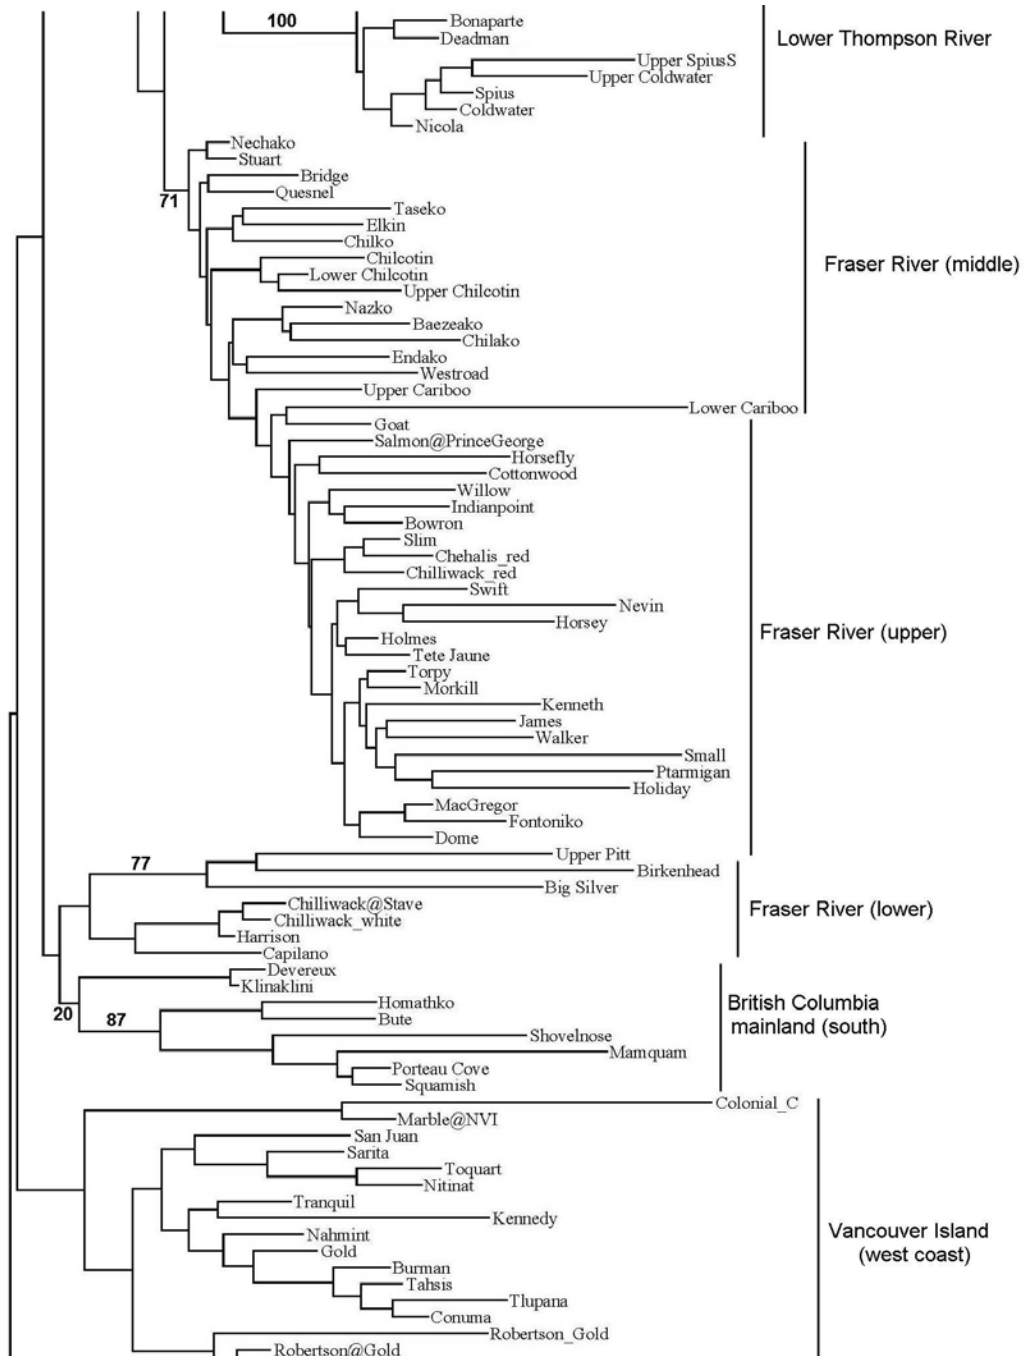 100
Bonaparte
Deadman
Lower Thompson River
Upper SpiusS
Upper Coldwater
Spius
Coldwater
Nicola
Nechako
Stuart
71
Bridge
Quesnel
Taseko
Elkin
Chilko
Chilcotin
Lower Chilcotin
Fraser River (middle)
Upper Chilcotin
Nazko
Baezeako
Chilako
Endako
Westroad
Upper Cariboo
Lower Cariboo
Goat
Salmon@PrinceGeorge
Horsefly
Cottonwood
Willow
Indianpoint
Bowron
Slim
Chehalis_red
Chilliwack_red
Swift
Nevin
Horsey
Fraser River (upper)
Holmes
Tete Jaune
Torpy
Morkill
Kenneth
James
Walker
Small
Ptarmigan
Holiday
MacGregor
Fontoniko
Dome
Upper Pitt
77
Birkenhead
Big Silver
Chilliwack@Stave
Fraser River (lower)
Chilliwack_white
Harrison
Capilano
Devereux
Klinaklini
20
87
Homathko
British Columbia
mainland (south)
Bute
Shovelnose
Mamquam
Porteau Cove
Squamish
Colonial_C
Marble@NVI
San Juan
Sarita
Toquart
Nitinat
Tranquil
Kennedy
Vancouver Island
(west coast)
Nahmint
Gold
Burman
Tahsis
Tlupana
Conuma
Robertson_Gold
Robertson@Gold